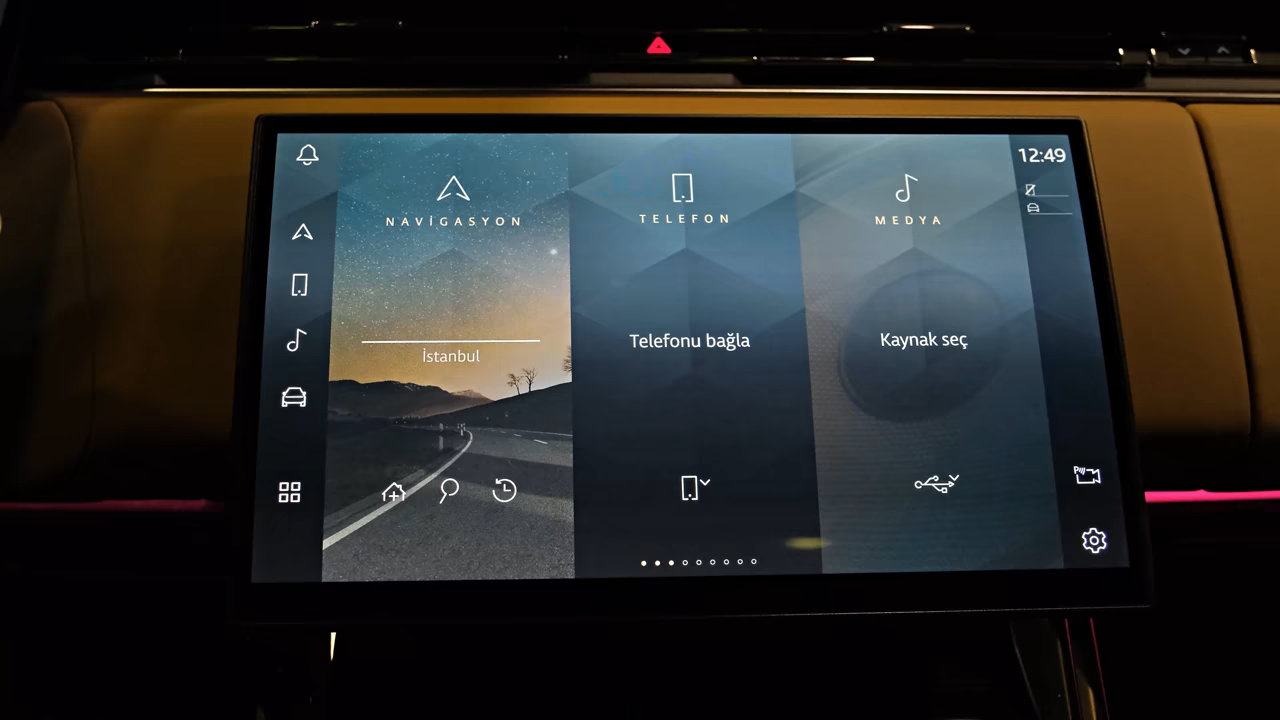 12:49
NAVİGASYON
TELEFON
MEDYA
İstanbul
Telefonu bağla
Kaynak seç